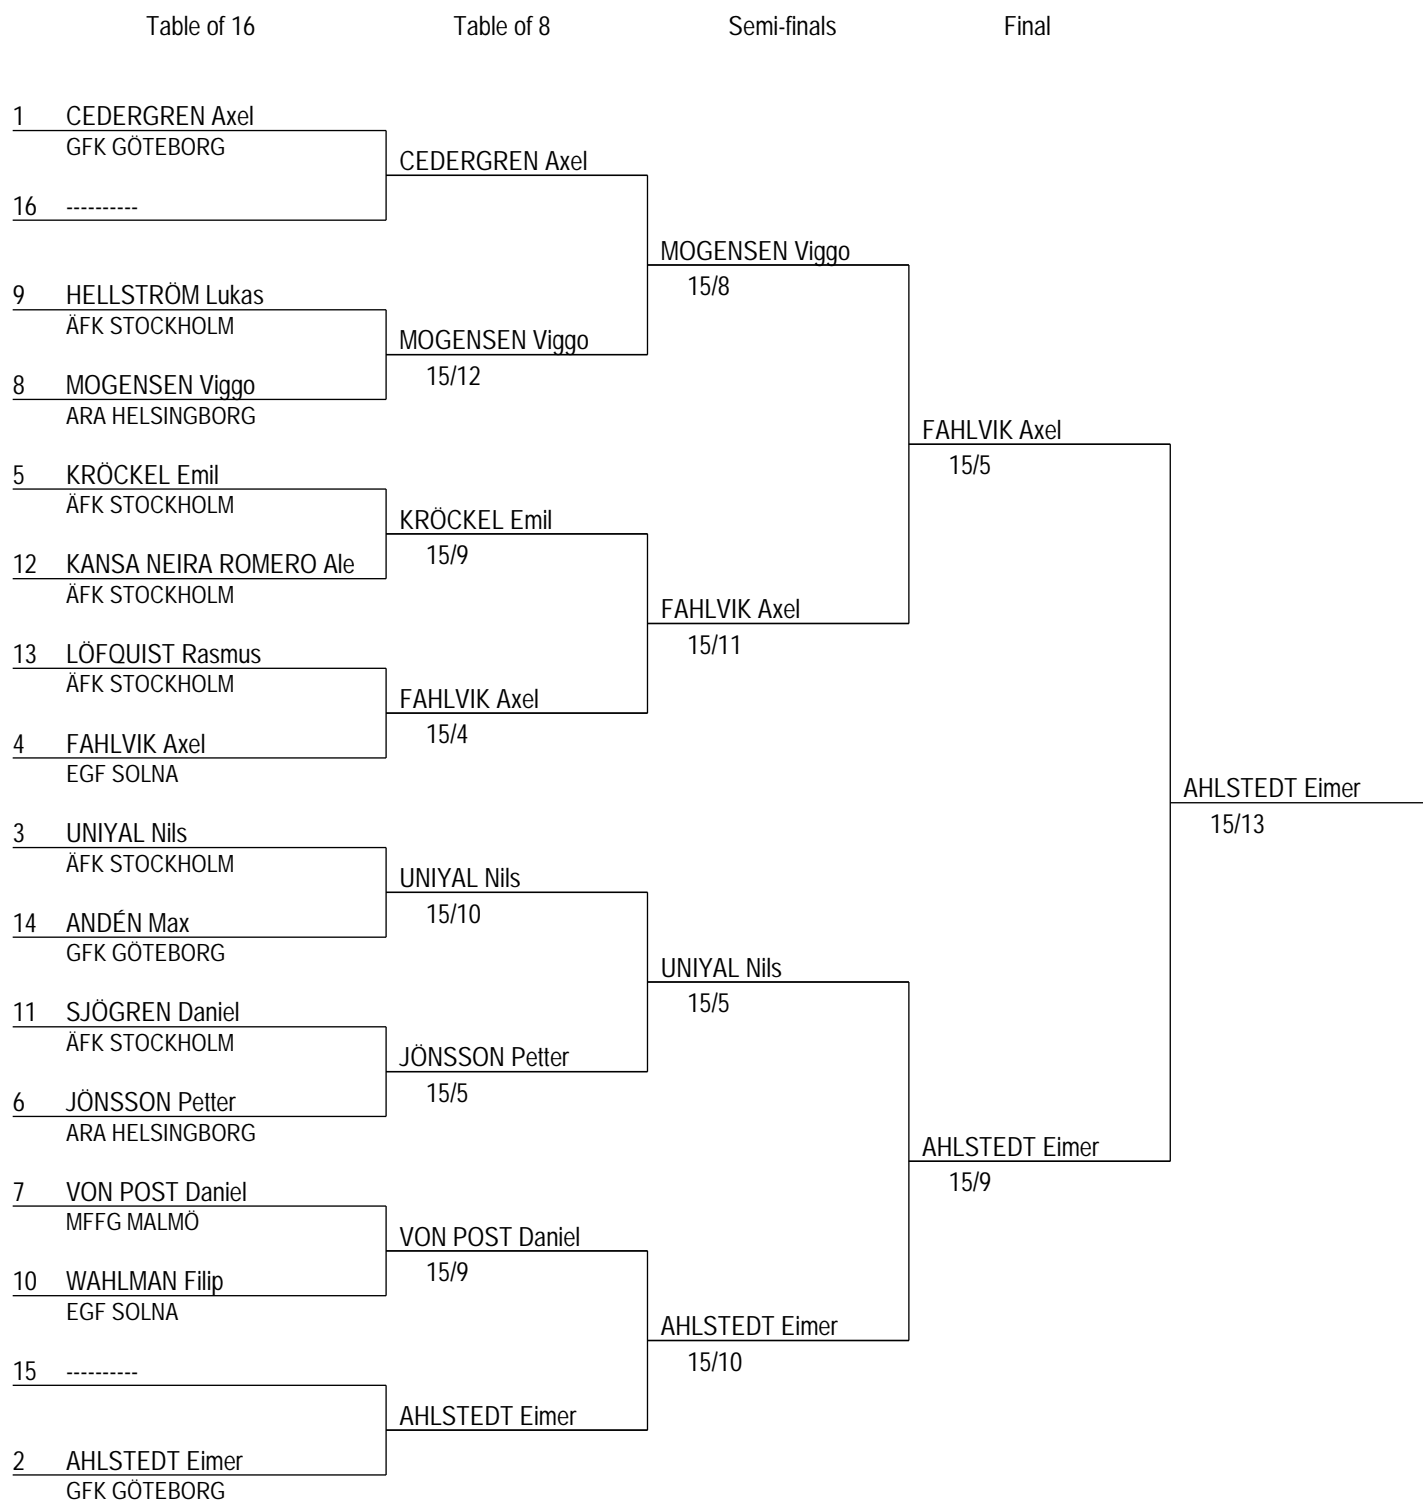 Table of 16 Table of 8 Semi-finals Final
1 CEDERGREN Axel
GFK GÖTEBORG
CEDERGREN Axel
16 ----------
MOGENSEN Viggo
15/8
9 HELLSTRÖM Lukas
ÄFK STOCKHOLM
MOGENSEN Viggo
15/12
8 MOGENSEN Viggo
ARA HELSINGBORG
FAHLVIK Axel
15/5
5 KRÖCKEL Emil
ÄFK STOCKHOLM
KRÖCKEL Emil
15/9
12 KANSA NEIRA ROMERO Ale
ÄFK STOCKHOLM
FAHLVIK Axel
15/11
13 LÖFQUIST Rasmus
ÄFK STOCKHOLM
FAHLVIK Axel
15/4
4 FAHLVIK Axel
EGF SOLNA
AHLSTEDT Eimer
15/13
3 UNIYAL Nils
ÄFK STOCKHOLM
UNIYAL Nils
15/10
14 ANDÉN Max
GFK GÖTEBORG
UNIYAL Nils
15/5
11 SJÖGREN Daniel
ÄFK STOCKHOLM
JÖNSSON Petter
15/5
6 JÖNSSON Petter
ARA HELSINGBORG
AHLSTEDT Eimer
15/9
7 VON POST Daniel
MFFG MALMÖ
VON POST Daniel
15/9
10 WAHLMAN Filip
EGF SOLNA
AHLSTEDT Eimer
15/10
15 ----------
AHLSTEDT Eimer
2 AHLSTEDT Eimer
GFK GÖTEBORG